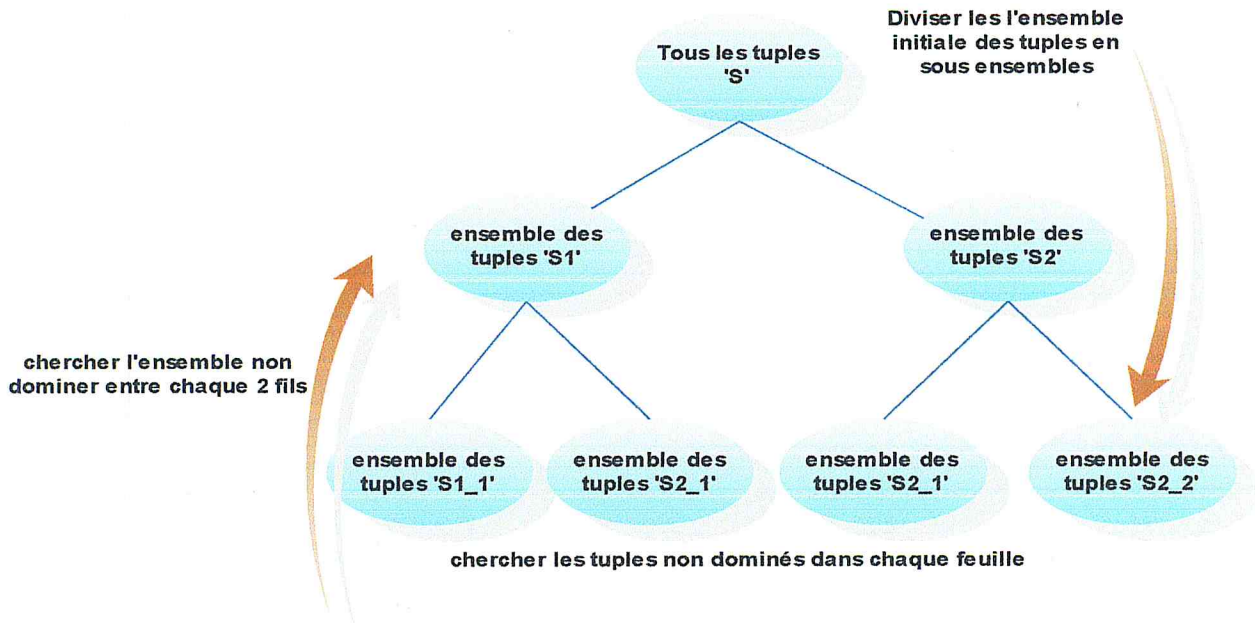 Diviser les l'ensemble
initiale des tuples en
sous ensembles
Tous les tuples
'S'
ensemble des
tuples 'S1'
ensemble des
tuples 'S2'
chercher l'ensemble non
dominer entre chaque 2 fils
ensemble des
tuples 'S1_1'
ensemble des
tuples 'S2_1'
ensemble des
tuples 'S2_1'
ensemble des
tuples 'S2_2'
chercher les tuples non dominés dans chaque feuille